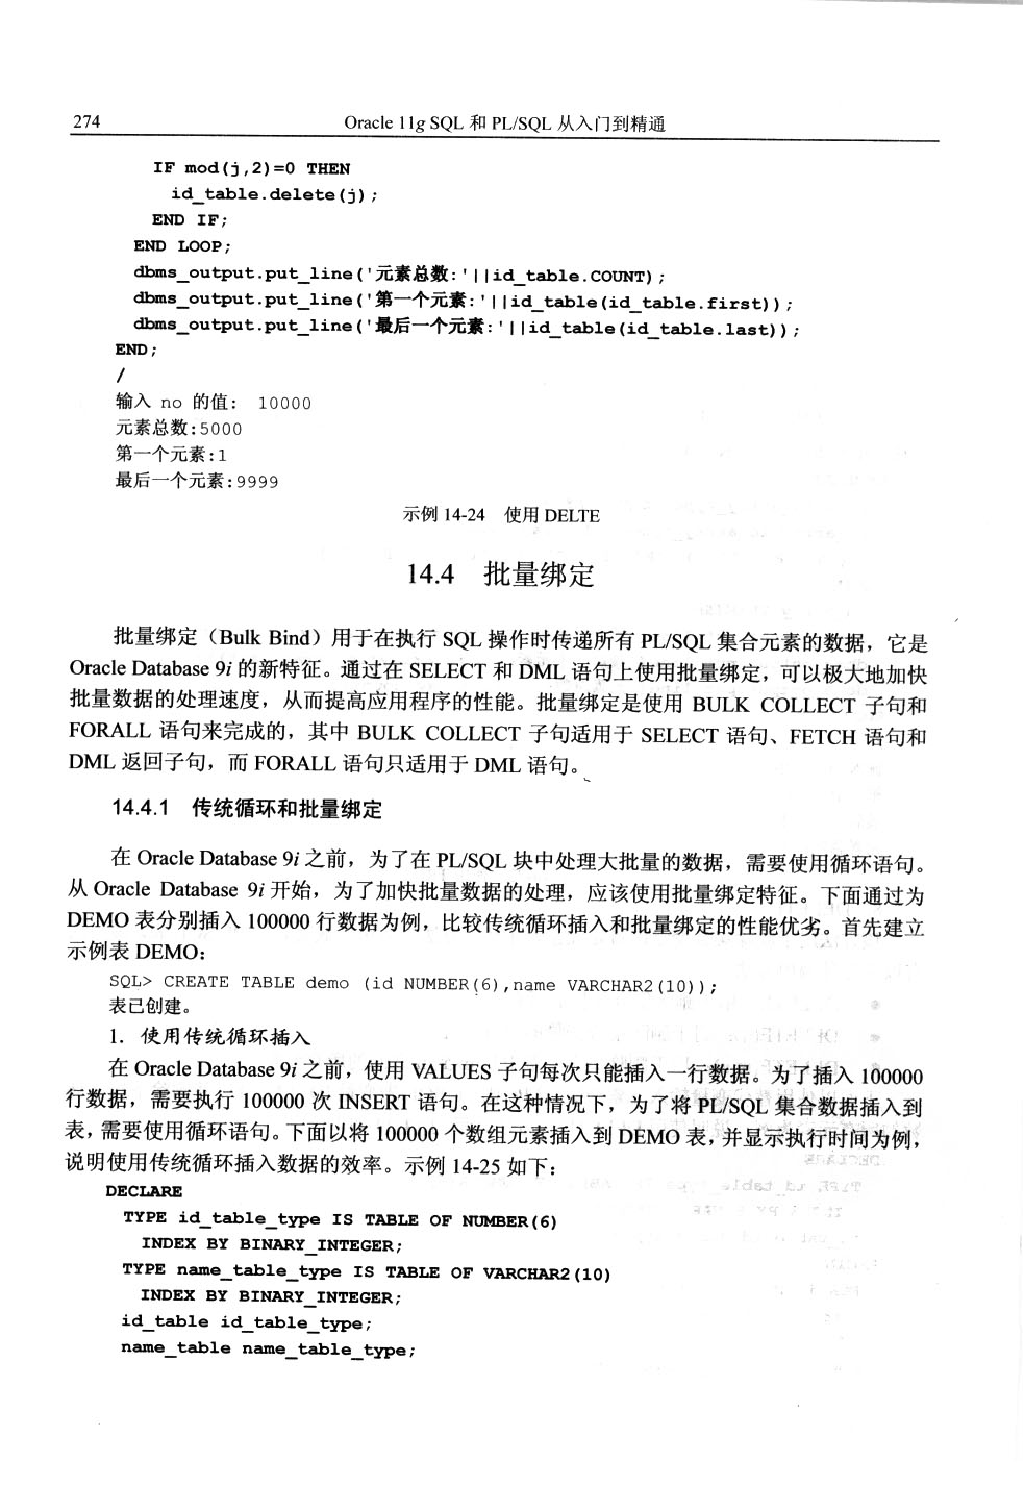 274
Oracle 11g SQL 和 PL/SQL 从入门到精通
IF mod(j,2)=0 THEN
id_table.delete(j);
END IF;
END LOOP;
dbms_output.put_line('元素总数:'||id_table.COUNT);
dbms_output.put_line('第一个元素:'||id_table(id_table.first));
dbms_output.put_line('最后一个元素:'||id_table(id_table.last));
END;
/
输入 no 的值: 10000
元素总数:5000
第一个元素:1
最后一个元素:9999
示例 14-24 使用 DELTE
14.4 批量绑定
批量绑定（Bulk Bind）用于在执行 SQL 操作时传递所有 PL/SQL 集合元素的数据，它是
Oracle Database 9i 的新特征。通过在 SELECT 和 DML 语句上使用批量绑定，可以极大地加快
批量数据的处理速度，从而提高应用程序的性能。批量绑定是使用 BULK COLLECT 子句和
FORALL 语句来完成的，其中 BULK COLLECT 子句适用于 SELECT 语句、FETCH 语句和
DML 返回子句，而 FORALL 语句只适用于 DML 语句。
14.4.1 传统循环和批量绑定
在 Oracle Database 9i 之前，为了在 PL/SQL 块中处理大批量的数据，需要使用循环语句。
从 Oracle Database 9i 开始，为了加快批量数据的处理，应该使用批量绑定特征。下面通过为
DEMO 表分别插入 100000 行数据为例，比较传统循环插入和批量绑定的性能优劣。首先建立
示例表 DEMO：
SQL> CREATE TABLE demo (id NUMBER(6),name VARCHAR2(10));
表已创建。
1．使用传统循环插入
在 Oracle Database 9i 之前，使用 VALUES 子句每次只能插入一行数据。为了插入 100000
行数据，需要执行 100000 次 INSERT 语句。在这种情况下，为了将 PL/SQL 集合数据插入到
表，需要使用循环语句。下面以将 100000 个数组元素插入到 DEMO 表，并显示执行时间为例，
说明使用传统循环插入数据的效率。示例 14-25 如下：
DECLARE
TYPE id_table_type IS TABLE OF NUMBER(6)
INDEX BY BINARY_INTEGER;
TYPE name_table_type IS TABLE OF VARCHAR2(10)
INDEX BY BINARY_INTEGER;
id_table id_table_type;
name_table name_table_type;